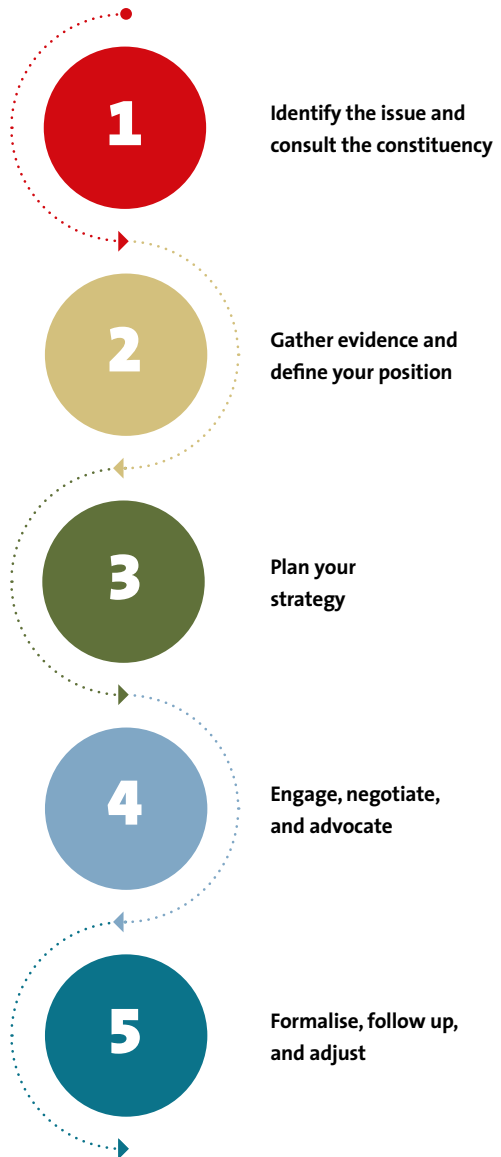 1
Identify the issue and
consult the constituency
2
Gather evidence and
define your position
3
Plan your
strategy
4
Engage, negotiate,
and advocate
5
Formalise, follow up,
and adjust